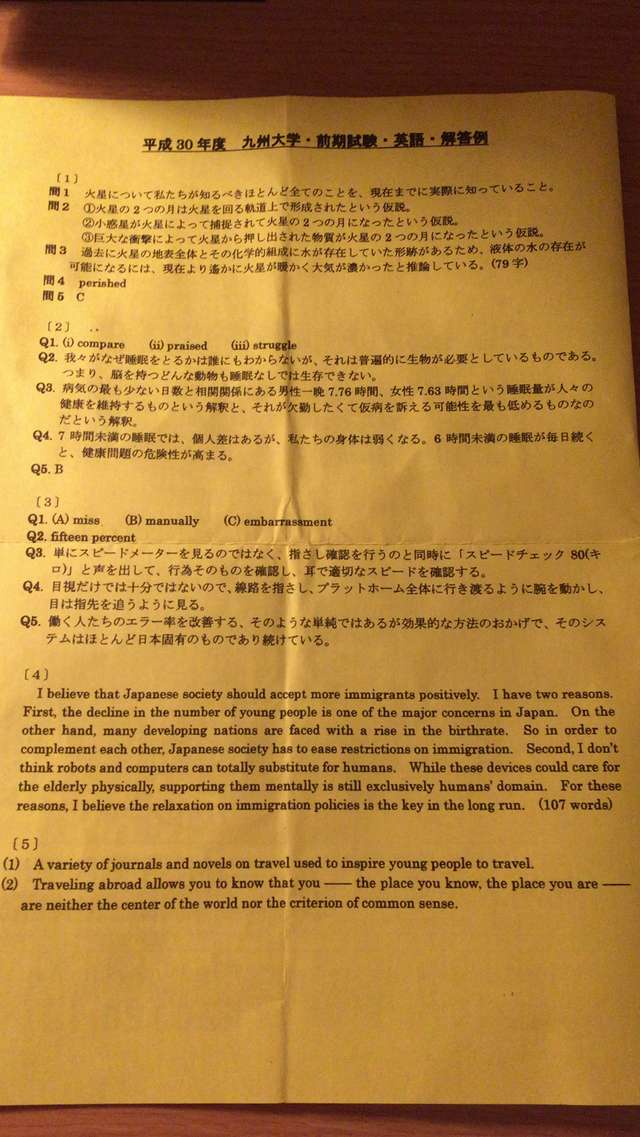 平成 30 年度　九州大学・前期試験・英語・解答例
〔１〕
問１　火星について私たちが知るべきほとんど全てのことを、現在までに実際に知っていること。
問２　①火星の２つの月は火星を回る軌道上で形成されたという仮説。
②小惑星が火星によって捕捉されて火星の２つの月になったという仮説。
③巨大な衝撃によって火星から押し出された物質が火星の２つの月になったという仮説。
問３　過去に火星の地表全体とその化学的組成に水が存在していた形跡があるため、液体の水の存在が
可能になるには、現在より遙かに火星が暖かく大気が濃かったと推論している。(79 字)
問４　perished
問５　C
〔２〕 ..
Q1. (i) compare　(ii) praised　(iii) struggle
Q2. 我々がなぜ睡眠をとるかは誰にもわからないが、それは普遍的に生物が必要としているものである。
つまり、脳を持つどんな動物も睡眠なしでは生存できない。
Q3. 病気の最も少ない日数と相関関係にある男性一晩 7.76 時間、女性 7.63 時間という睡眠量が人々の
健康を維持するものという解釈と、それが欠勤したくて仮病を訴える可能性を最も低めるものなの
だという解釈。
Q4. 7 時間未満の睡眠では、個人差はあるが、私たちの身体は弱くなる。6 時間未満の睡眠が毎日続く
と、健康問題の危険性が高まる。
Q5. B
〔３〕
Q1. (A) miss　(B) manually　(C) embarrassment
Q2. fifteen percent
Q3. 単にスピードメーターを見るのではなく、指さし確認を行うのと同時に「スピードチェック 80(キ
ロ)」と声を出して、行為そのものを確認し、耳で適切なスピードを確認する。
Q4. 目視だけでは十分ではないので、線路を指さし、プラットホーム全体に行き渡るように腕を動かし、
目は指先を追うように見る。
Q5. 働く人たちのエラー率を改善する、そのような単純ではあるが効果的な方法のおかげで、そのシス
テムはほとんど日本固有のものであり続けている。
〔４〕
I believe that Japanese society should accept more immigrants positively. I have two reasons.
First, the decline in the number of young people is one of the major concerns in Japan. On the
other hand, many developing nations are faced with a rise in the birthrate. So in order to
complement each other, Japanese society has to ease restrictions on immigration. Second, I don't
think robots and computers can totally substitute for humans. While these devices could care for
the elderly physically, supporting them mentally is still exclusively humans' domain. For these
reasons, I believe the relaxation on immigration policies is the key in the long run. (107 words)
〔５〕
(1) A variety of journals and novels on travel used to inspire young people to travel.
(2) Traveling abroad allows you to know that you ―― the place you know, the place you are ――
are neither the center of the world nor the criterion of common sense.